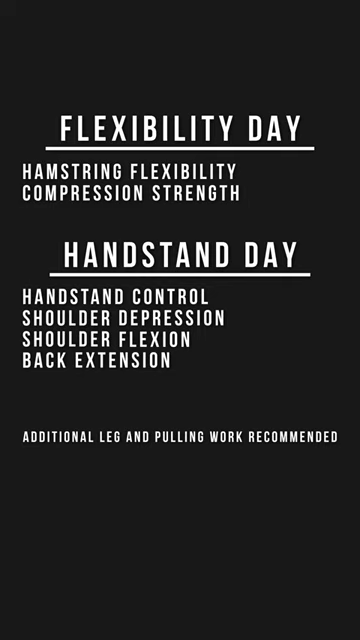 FLEXIBILITY DAY
HAMSTRING FLEXIBILITY
COMPRESSION STRENGTH
HANDSTAND DAY
HANDSTAND CONTROL
SHOULDER DEPRESSION
SHOULDER FLEXION
BACK EXTENSION
ADDITIONAL LEG AND PULLING WORK RECOMMENDED